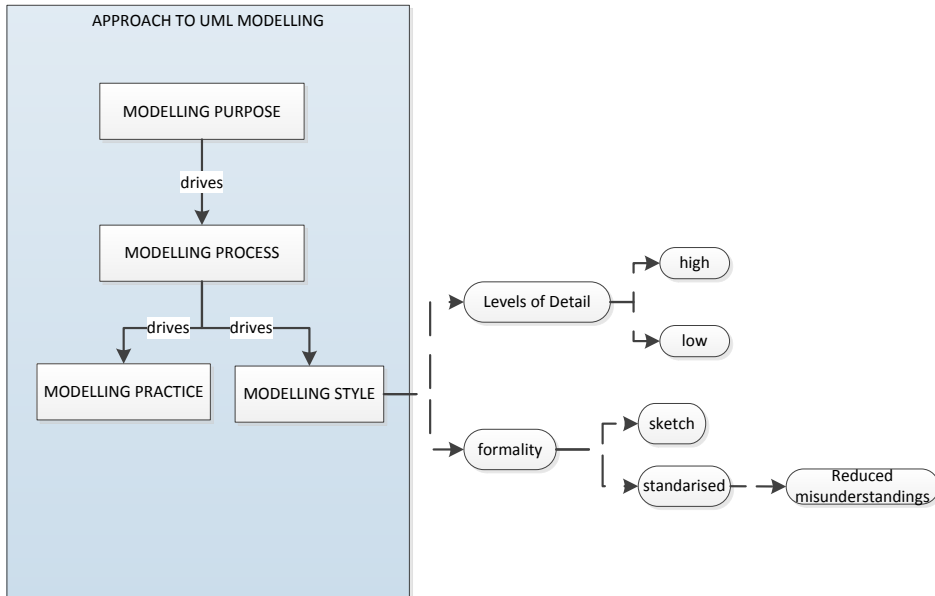 APPROACH TO UML MODELLING
MODELLING PURPOSE
drives
MODELLING PROCESS
drives
drives
MODELLING PRACTICE
MODELLING STYLE
Levels of Detail
high
low
formality
sketch
standarised
Reduced
misunderstandings